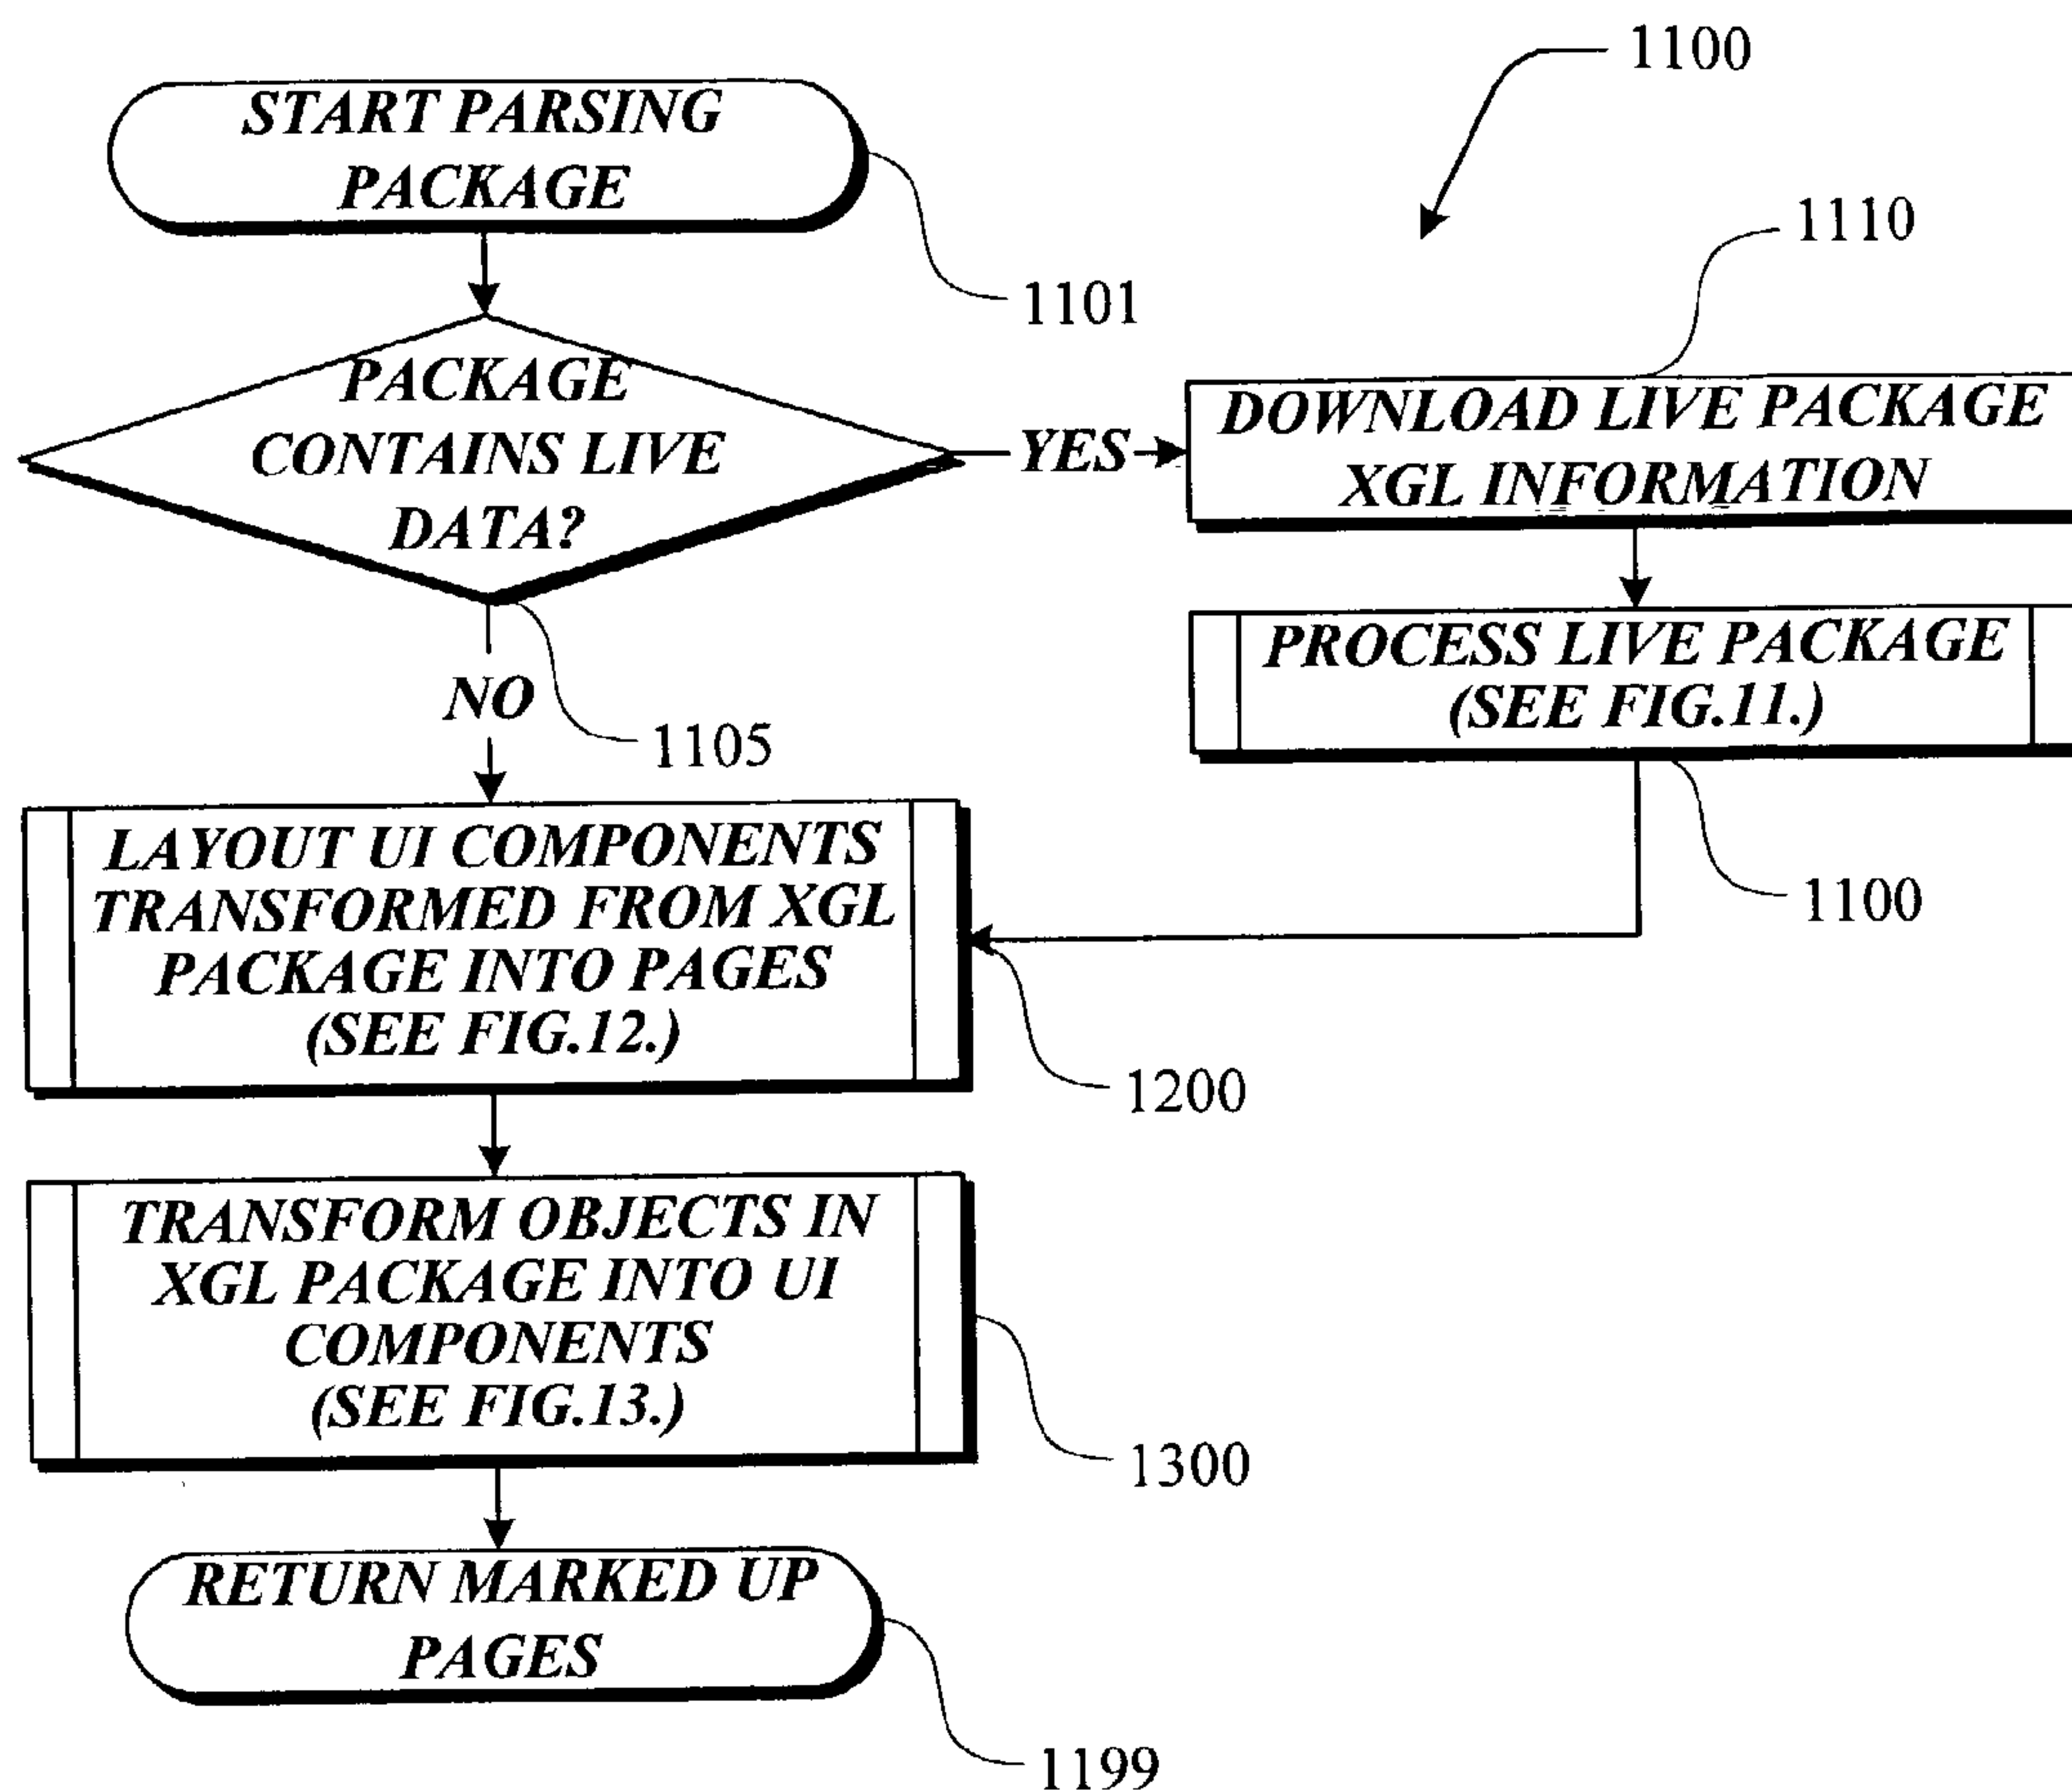 1100
START PARSING
PACKAGE
1101
1110
PACKAGE
CONTAINS LIVE
DATA?
YES
DOWNLOAD LIVE PACKAGE
XGL INFORMATION
PROCESS LIVE PACKAGE
(SEE FIG.11.)
NO
1105
1100
LAYOUT UI COMPONENTS
TRANSFORMED FROM XGL
PACKAGE INTO PAGES
(SEE FIG.12.)
1200
TRANSFORM OBJECTS IN
XGL PACKAGE INTO UI
COMPONENTS
(SEE FIG.13.)
1300
RETURN MARKED UP
PAGES
1199